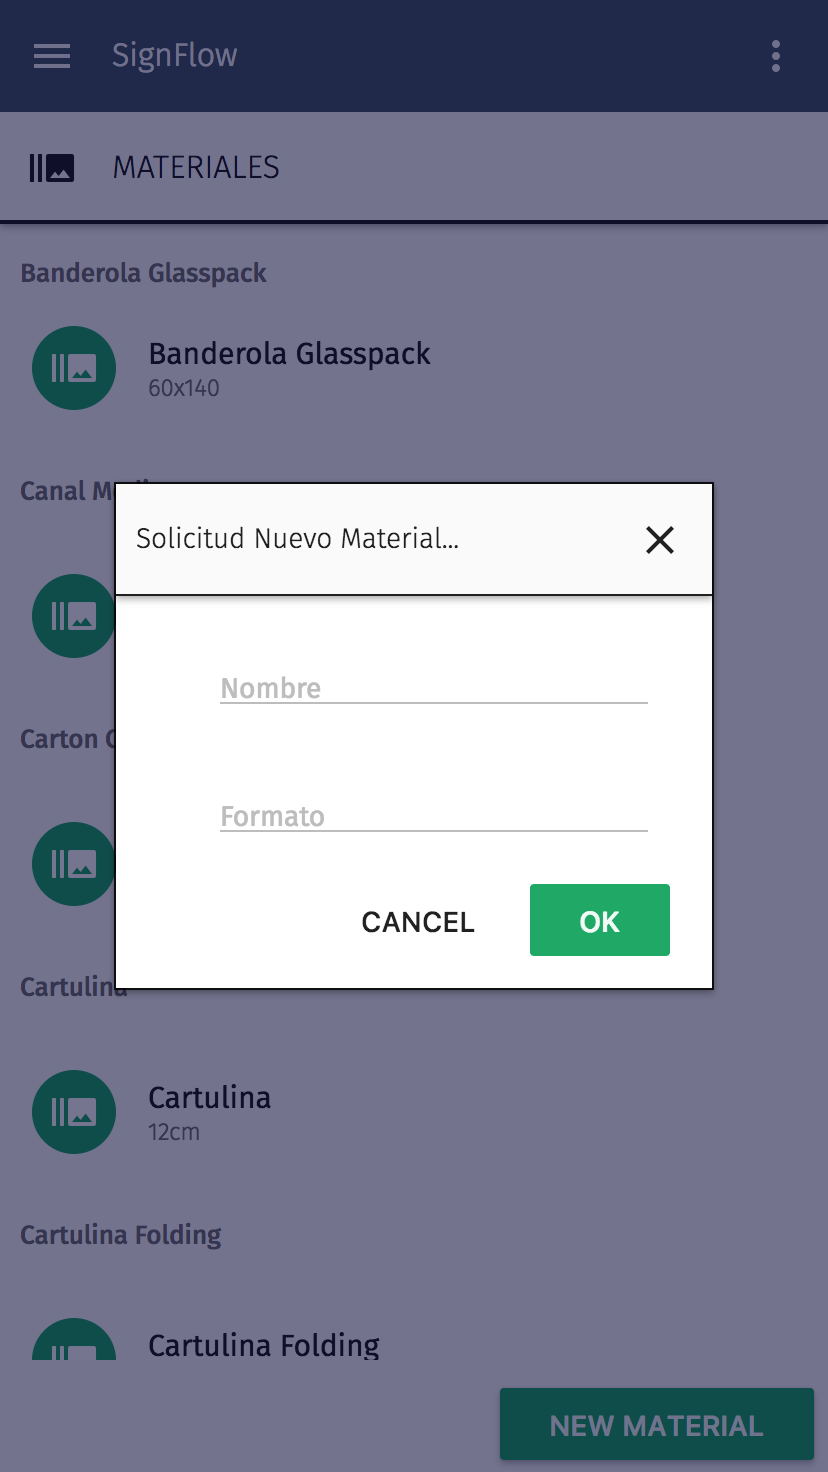 SignFlow
MATERIALES
Banderola Glasspack
Banderola Glasspack
60x140
Canal
Solicitud Nuevo Material...
Nombre
Carton
Formato
CANCEL
OK
Cartulina
Cartulina
12cm
Cartulina Folding
Cartulina Folding
NEW MATERIAL